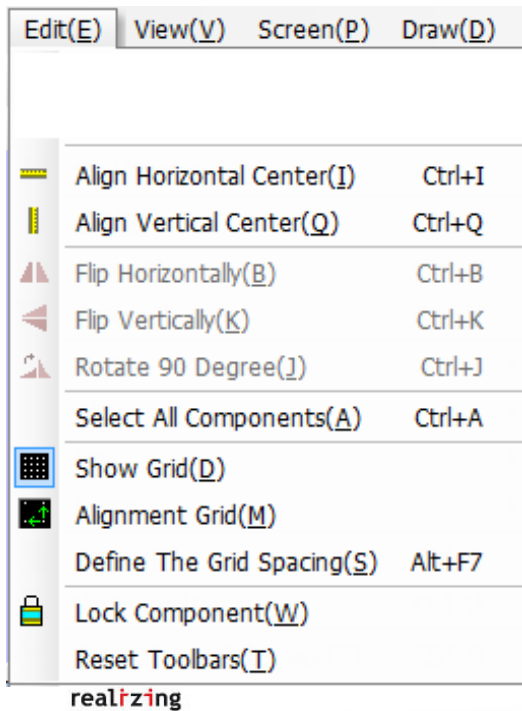 Edit(E) View(V) Screen(P) Draw(D)
Align Horizontal Center(I) Ctrl+I
Align Vertical Center(Q) Ctrl+Q
Flip Horizontally(B) Ctrl+B
Flip Vertically(K) Ctrl+K
Rotate 90 Degree(J) Ctrl+J
Select All Components(A) Ctrl+A
Show Grid(D)
Alignment Grid(M)
Define The Grid Spacing(S) Alt+F7
Lock Component(W)
Reset Toolbars(T)
realizing